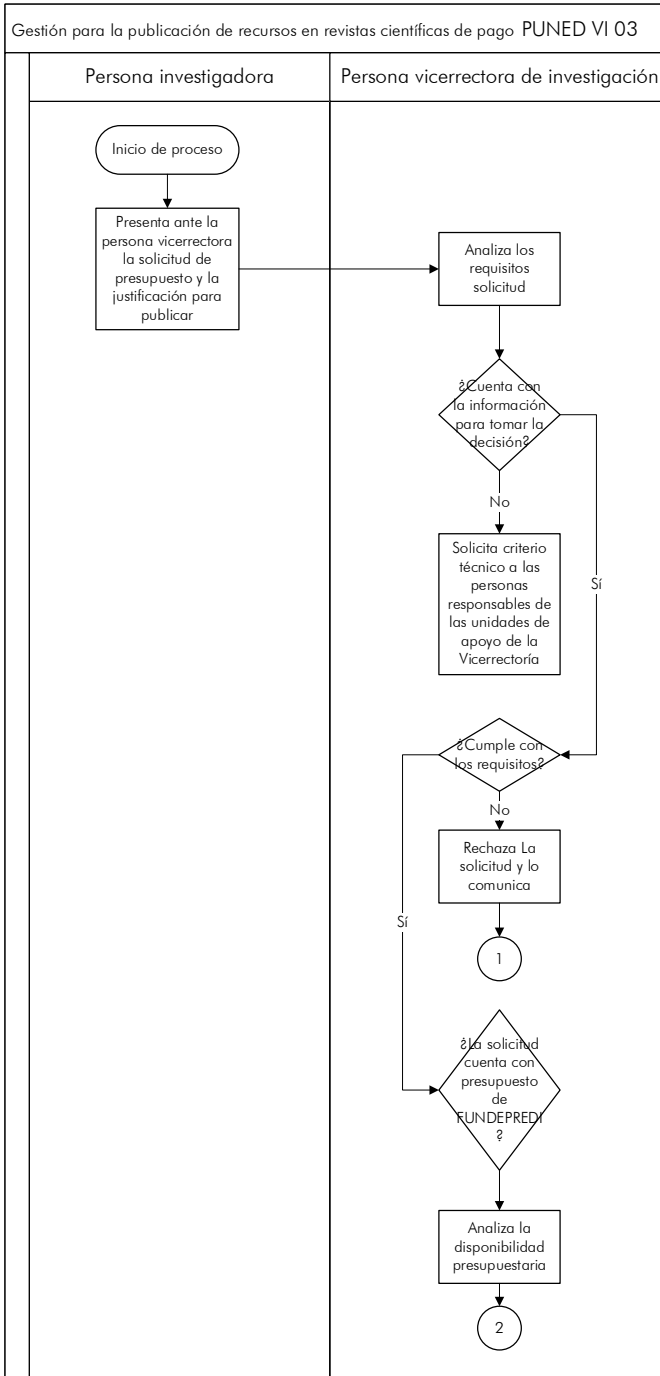 Gestión para la publicación de recursos en revistas científicas de pago PUNED VI 03
Persona investigadora
Persona vicerrectora de investigación
Inicio de proceso
Presenta ante la
persona vicerrectora
la solicitud de
presupuesto y la
justificación para
publicar
Analiza los
requisitos
solicitud
¿Cuenta con
la información
para tomar la
decisión?
No
Sí
Solicita criterio
técnico a las
personas
responsables de
las unidades de
apoyo de la
Vicerrectoría
¿Cumple con
los requisitos?
No
Sí
Rechaza La
solicitud y lo
comunica
1
¿La solicitud
cuenta con
presupuesto
de
FUNDEPREDI
?
Analiza la
disponibilidad
presupuestaria
2